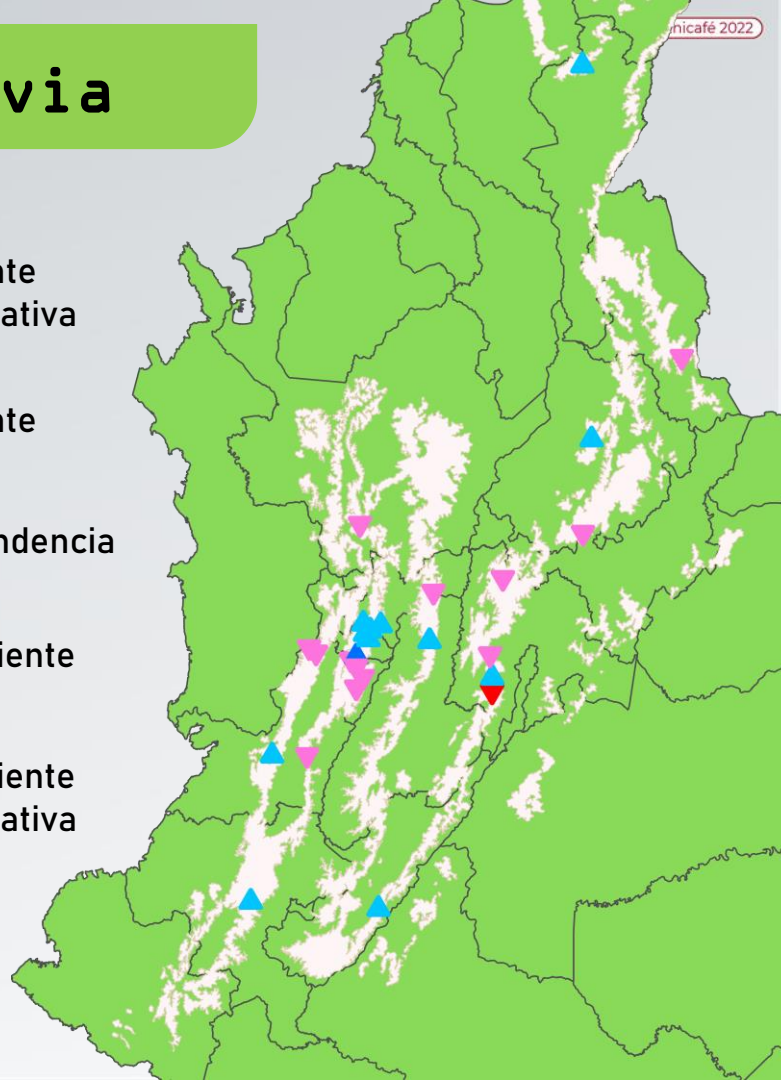 nicafé 2022
via
nte
ativa
nte
ndencia
iente
iente
ativa